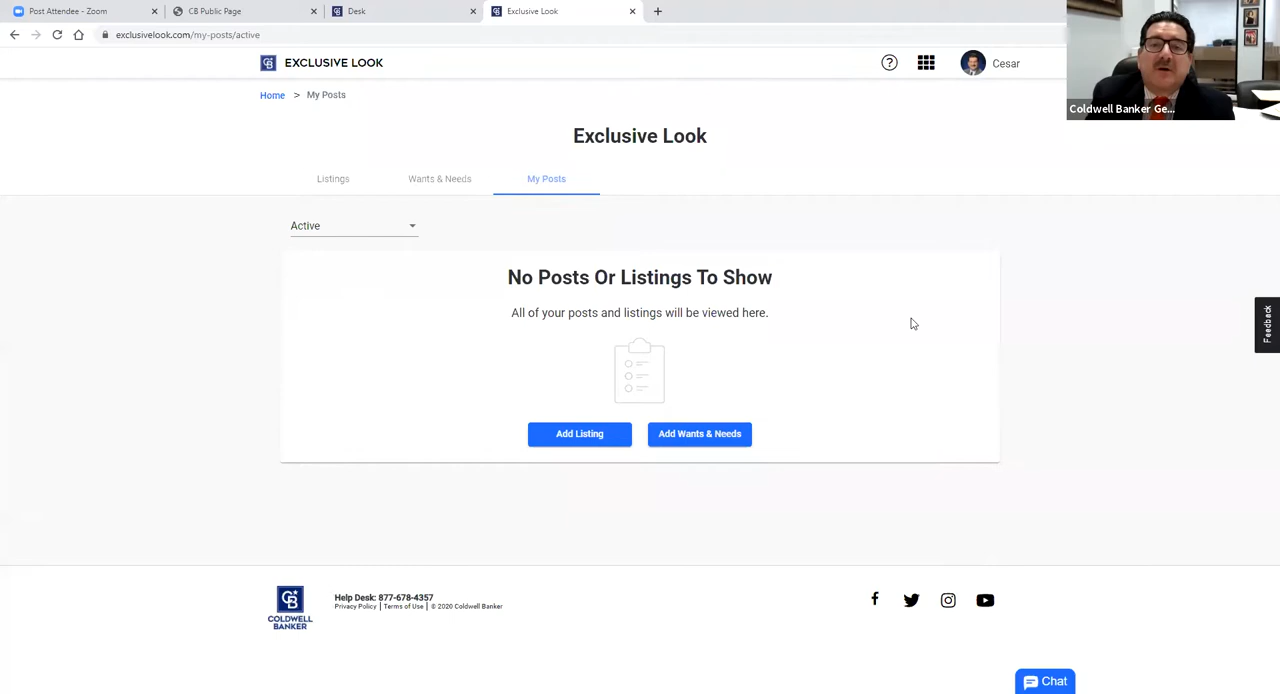 Post Attendee - Zoom
CB Public Page
Desk
Exclusive Look
exclusivelook.com/my-posts/active
EXCLUSIVE LOOK
Cesar
Coldwell Banker Ge...
Home > My Posts
Exclusive Look
Listings
Wants & Needs
My Posts
Active
No Posts Or Listings To Show
All of your posts and listings will be viewed here.
Feedback
Add Listing
Add Wants & Needs
COLDWELL
BANKER
Help Desk: 877-678-4357
Privacy Policy | Terms of Use | © 2020 Coldwell Banker
Chat